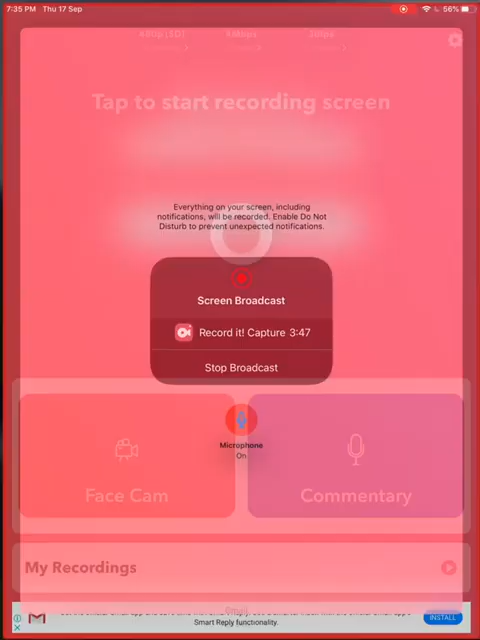 7:35 PM Thu 17 Sep
56%
480p (SD)
Tap to start recording screen
Everything on your screen, including
notifications, will be recorded. Enable Do Not
Disturb to prevent unexpected notifications.
Screen Broadcast
Record it! Capture 3:47
Stop Broadcast
Microphone
On
Face Cam
Commentary
My Recordings
Gmail
Smart Reply functionality.
INSTALL